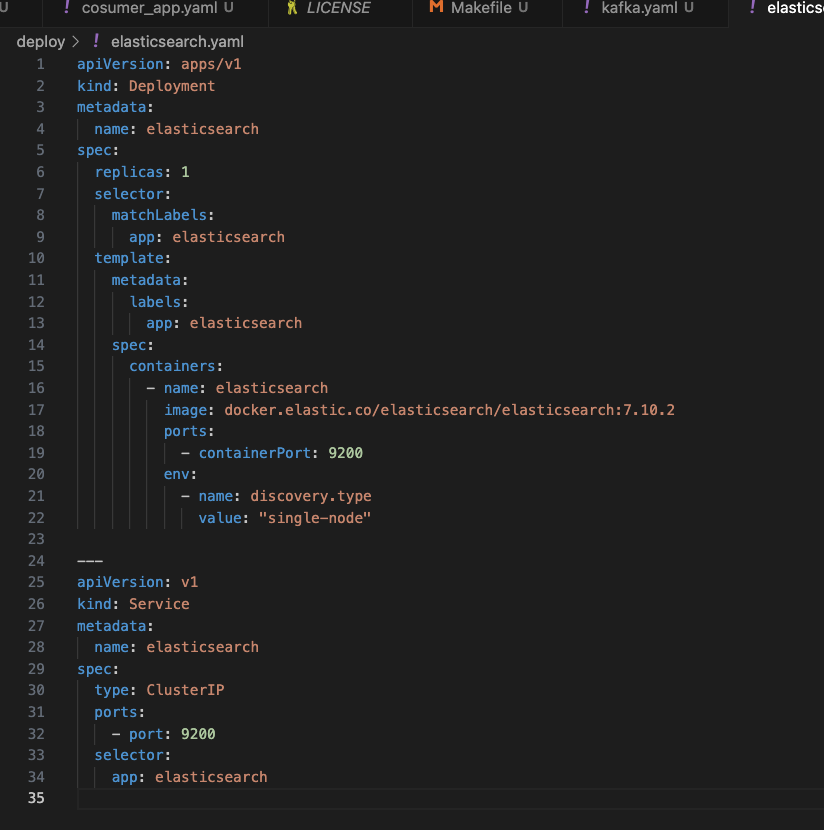 U ! cosumer_app.yaml U LICENSE M Makefile U ! kafka.yaml U ! elastics
deploy > ! elasticsearch.yaml
1 apiVersion: apps/v1
2 kind: Deployment
3 metadata:
4   name: elasticsearch
5 spec:
6   replicas: 1
7   selector:
8     matchLabels:
9       app: elasticsearch
10   template:
11     metadata:
12       labels:
13         app: elasticsearch
14     spec:
15       containers:
16         - name: elasticsearch
17           image: docker.elastic.co/elasticsearch/elasticsearch:7.10.2
18           ports:
19             - containerPort: 9200
20           env:
21             - name: discovery.type
22               value: "single-node"
23
24 ---
25 apiVersion: v1
26 kind: Service
27 metadata:
28   name: elasticsearch
29 spec:
30   type: ClusterIP
31   ports:
32     - port: 9200
33   selector:
34     app: elasticsearch
35